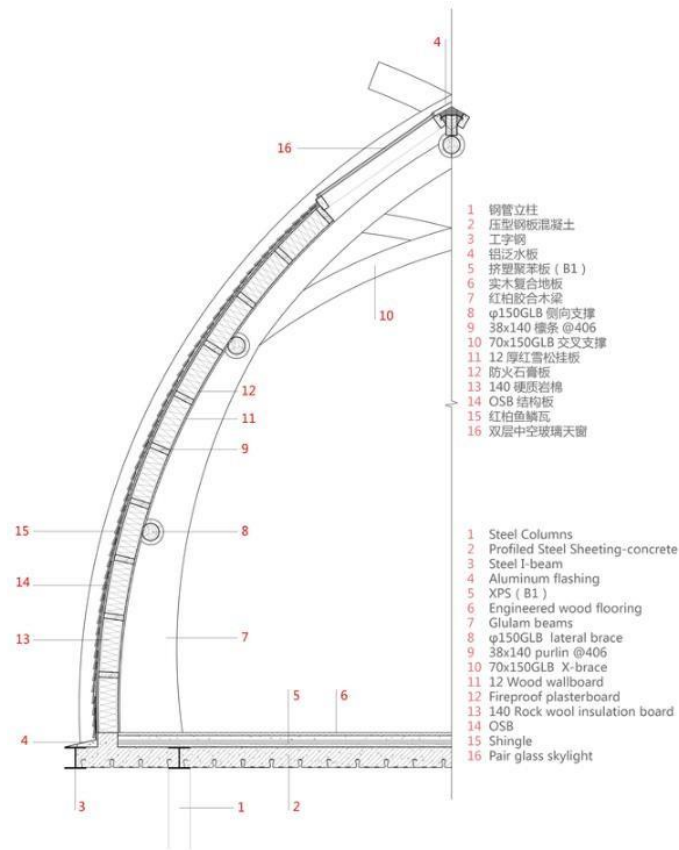 4
16
10
12
11
9
15
8
14
13
7
5
6
4
3
1
2
1 钢管立柱
2 压型钢板混凝土
3 工字钢
4 铝泛水板
5 挤塑聚苯板（B1）
6 实木复合地板
7 红柏胶合木梁
8 φ150GLB 侧向支撑
9 38x140 檩条 @406
10 70x150GLB 交叉支撑
11 12 厚红雪松挂板
12 防火石膏板
13 140 硬质岩棉
14 OSB 结构板
15 红柏鱼鳞瓦
16 双层中空玻璃天窗
1 Steel Columns
2 Profiled Steel Sheeting-concrete
3 Steel I-beam
4 Aluminum flashing
5 XPS（B1）
6 Engineered wood flooring
7 Glulam beams
8 φ150GLB lateral brace
9 38x140 purlin @406
10 70x150GLB X-brace
11 12 Wood wallboard
12 Fireproof plasterboard
13 140 Rock wool insulation board
14 OSB
15 Shingle
16 Pair glass skylight